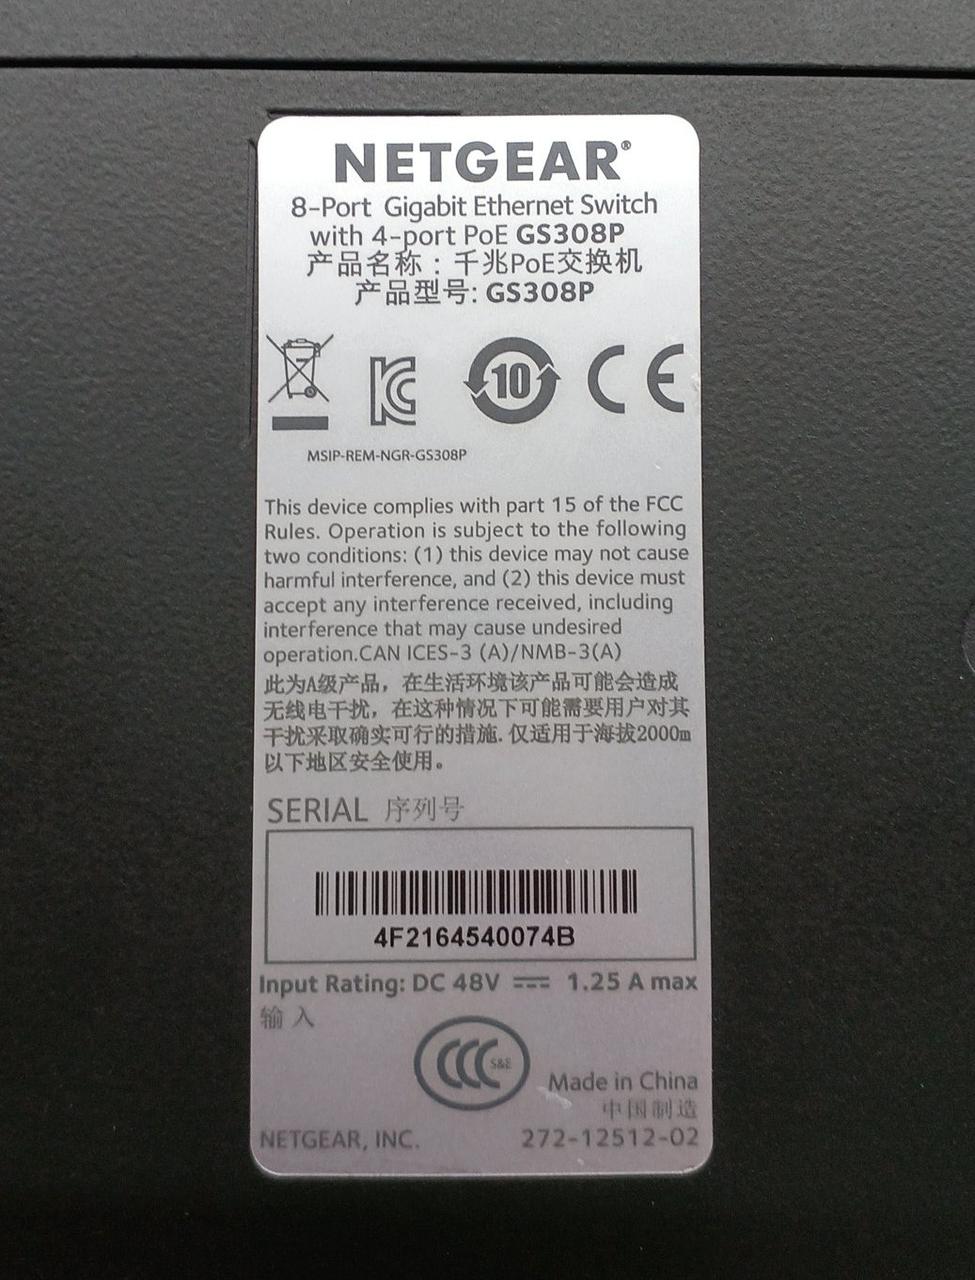 NETGEAR®
8-Port Gigabit Ethernet Switch
with 4-port PoE GS308P
产品名称：千兆PoE交换机
产品型号: GS308P
10
CE
MSIP-REM-NGR-GS308P
This device complies with part 15 of the FCC
Rules. Operation is subject to the following
two conditions: (1) this device may not cause
harmful interference, and (2) this device must
accept any interference received, including
interference that may cause undesired
operation.CAN ICES-3 (A)/NMB-3(A)
此为A级产品，在生活环境该产品可能会造成
无线电干扰，在这种情况下可能需要用户对其
干扰采取确实可行的措施. 仅适用于海拔2000m
以下地区安全使用。
SERIAL 序列号
4F2164540074B
Input Rating: DC 48V ⎓ 1.25 A max
输入
CCC S&E
Made in China
中国制造
NETGEAR, INC. 272-12512-02